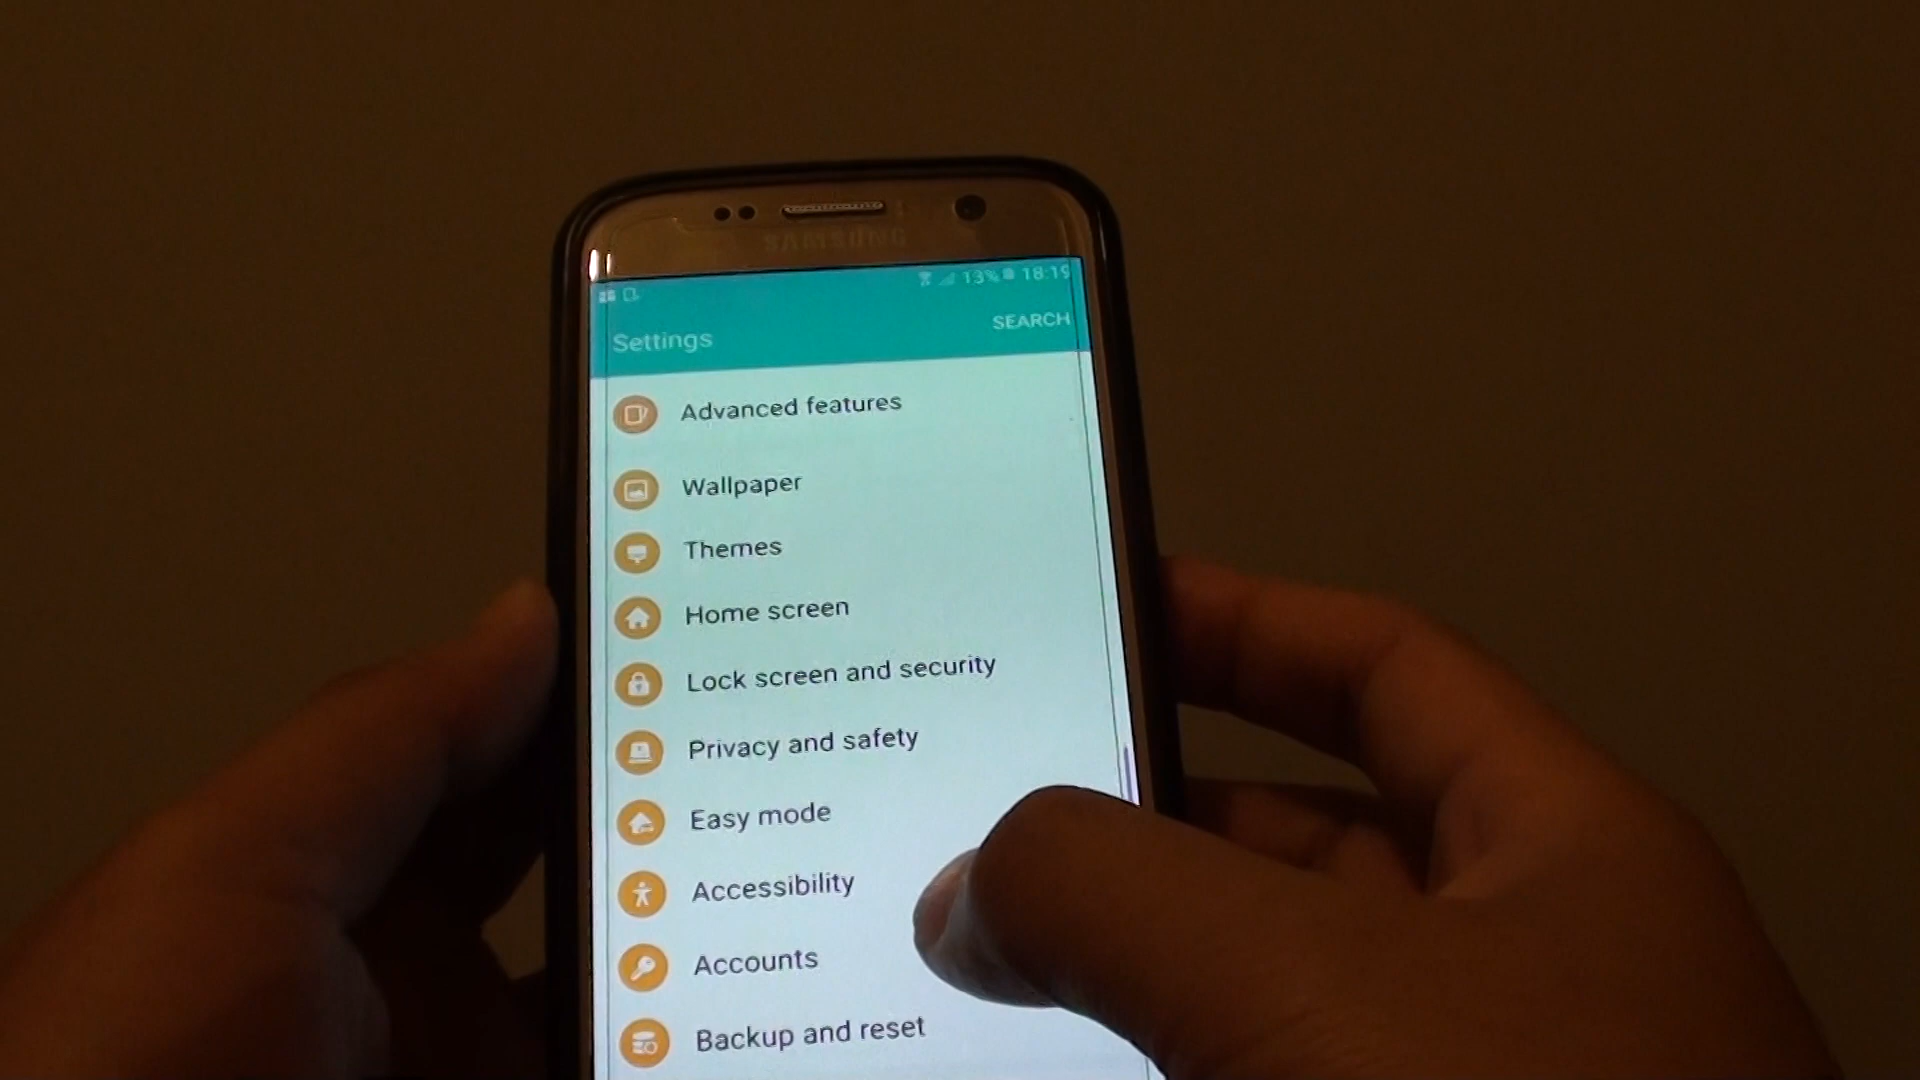 SAMSUNG
13% 18:19
Settings
SEARCH
Advanced features
Wallpaper
Themes
Home screen
Lock screen and security
Privacy and safety
Easy mode
Accessibility
Accounts
Backup and reset